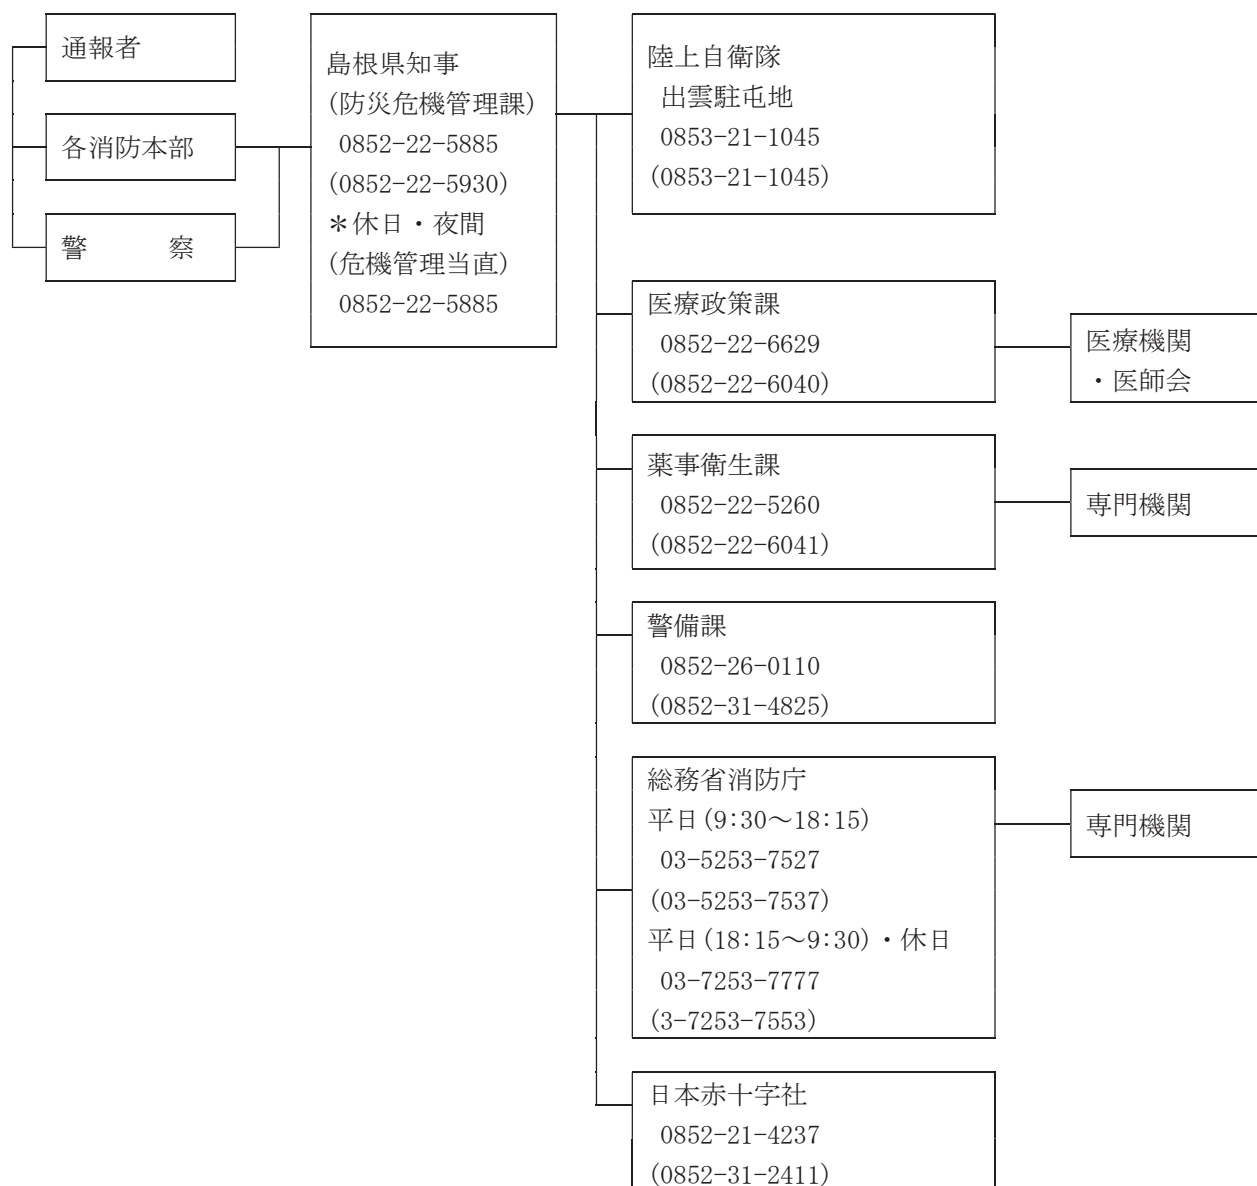 通報者
各消防本部
警　　察
島根県知事
(防災危機管理課)
0852-22-5885
(0852-22-5930)
＊休日・夜間
(危機管理当直)
0852-22-5885
陸上自衛隊
出雲駐屯地
0853-21-1045
(0853-21-1045)
医療政策課
0852-22-6629
(0852-22-6040)
医療機関
・医師会
薬事衛生課
0852-22-5260
(0852-22-6041)
専門機関
警備課
0852-26-0110
(0852-31-4825)
総務省消防庁
平日(9:30～18:15)
03-5253-7527
(03-5253-7537)
平日(18:15～9:30)・休日
03-7253-7777
(3-7253-7553)
専門機関
日本赤十字社
0852-21-4237
(0852-31-2411)